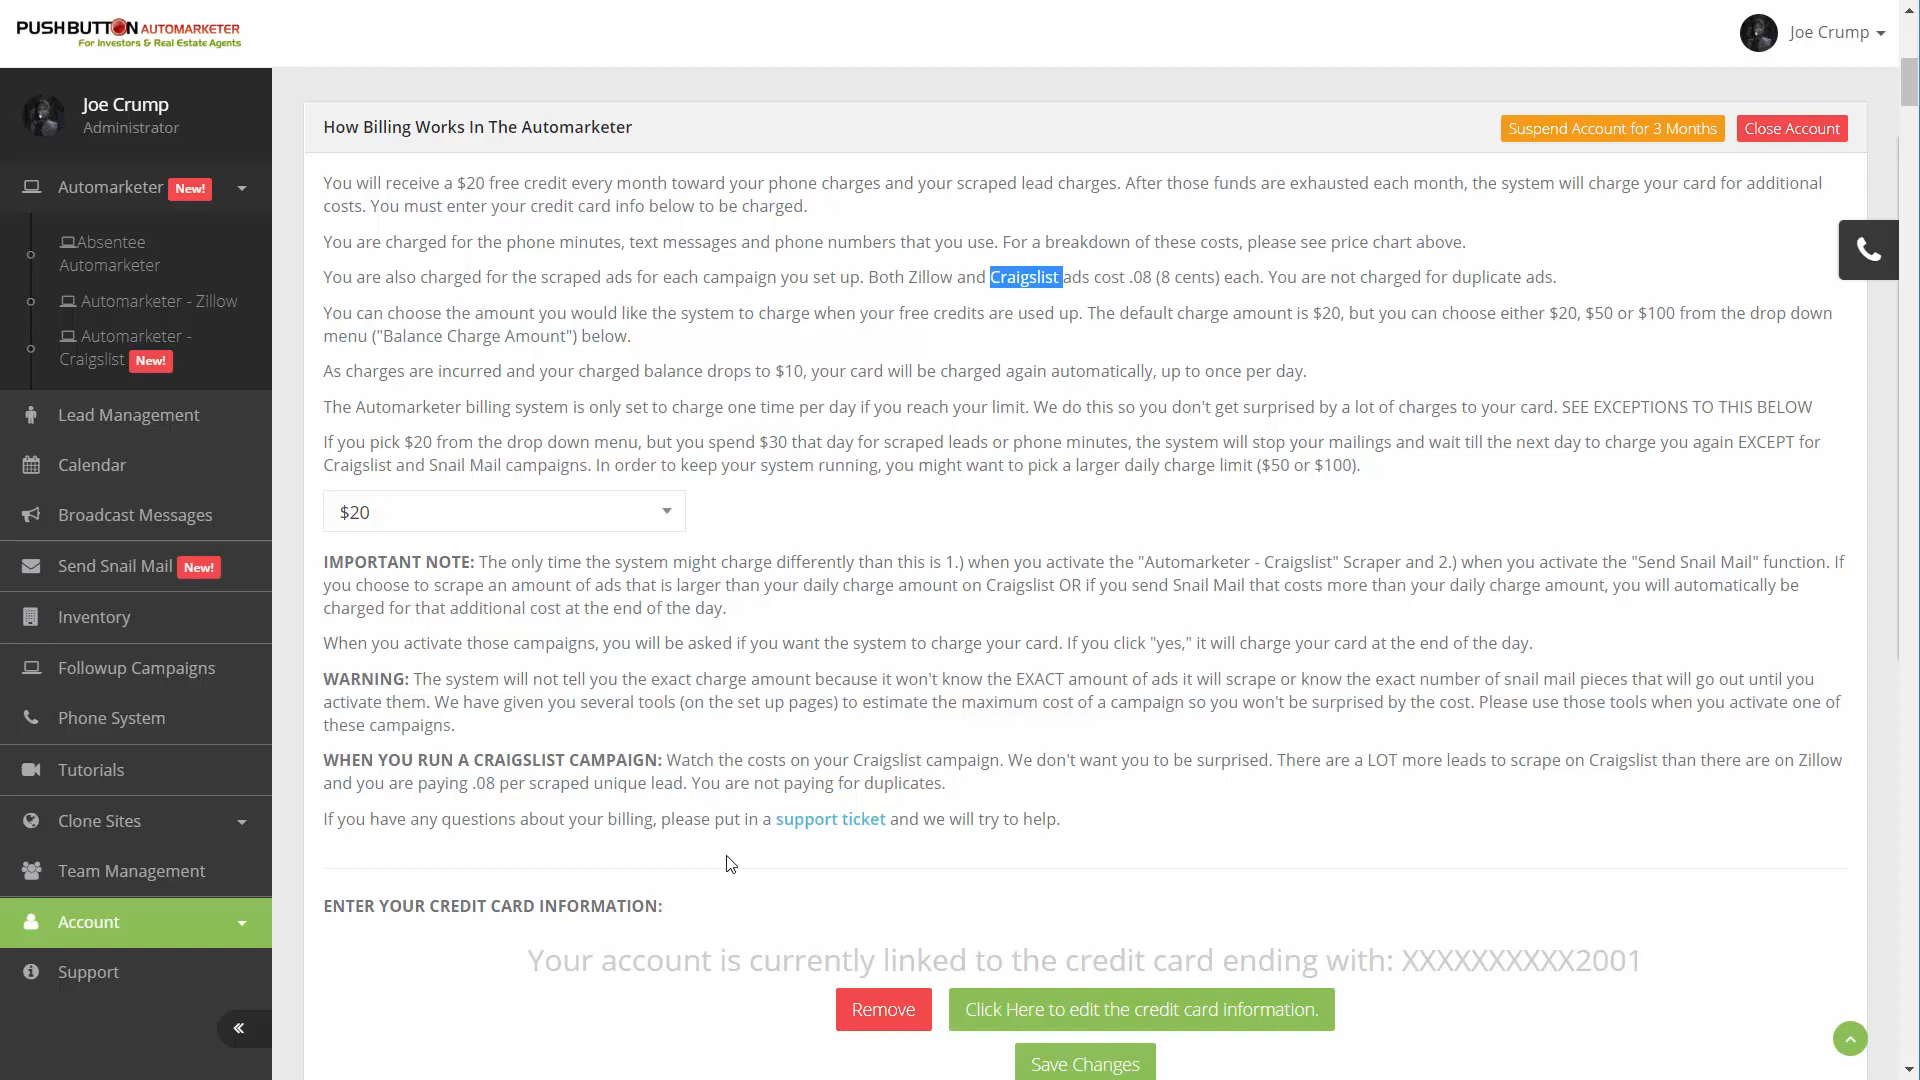 PUSHBUTTON AUTOMARKETER
For Investors & Real Estate Agents
Joe Crump
Joe Crump
Administrator
Automarketer New!
Absentee
Automarketer
Automarketer - Zillow
Automarketer -
Craigslist New!
Lead Management
Calendar
Broadcast Messages
Send Snail Mail New!
Inventory
Followup Campaigns
Phone System
Tutorials
Clone Sites
Team Management
Account
Support
How Billing Works In The Automarketer
Suspend Account for 3 Months
Close Account
You will receive a $20 free credit every month toward your phone charges and your scraped lead charges. After those funds are exhausted each month, the system will charge your card for additional
costs. You must enter your credit card info below to be charged.
You are charged for the phone minutes, text messages and phone numbers that you use. For a breakdown of these costs, please see price chart above.
You are also charged for the scraped ads for each campaign you set up. Both Zillow and Craigslist ads cost .08 (8 cents) each. You are not charged for duplicate ads.
You can choose the amount you would like the system to charge when your free credits are used up. The default charge amount is $20, but you can choose either $20, $50 or $100 from the drop down
menu ("Balance Charge Amount") below.
As charges are incurred and your charged balance drops to $10, your card will be charged again automatically, up to once per day.
The Automarketer billing system is only set to charge one time per day if you reach your limit. We do this so you don't get surprised by a lot of charges to your card. SEE EXCEPTIONS TO THIS BELOW
If you pick $20 from the drop down menu, but you spend $30 that day for scraped leads or phone minutes, the system will stop your mailings and wait till the next day to charge you again EXCEPT for
Craigslist and Snail Mail campaigns. In order to keep your system running, you might want to pick a larger daily charge limit ($50 or $100).
$20
IMPORTANT NOTE: The only time the system might charge differently than this is 1.) when you activate the "Automarketer - Craigslist" Scraper and 2.) when you activate the "Send Snail Mail" function. If
you choose to scrape an amount of ads that is larger than your daily charge amount on Craigslist OR if you send Snail Mail that costs more than your daily charge amount, you will automatically be
charged for that additional cost at the end of the day.
When you activate those campaigns, you will be asked if you want the system to charge your card. If you click "yes," it will charge your card at the end of the day.
WARNING: The system will not tell you the exact charge amount because it won't know the EXACT amount of ads it will scrape or know the exact number of snail mail pieces that will go out until you
activate them. We have given you several tools (on the set up pages) to estimate the maximum cost of a campaign so you won't be surprised by the cost. Please use those tools when you activate one of
these campaigns.
WHEN YOU RUN A CRAIGSLIST CAMPAIGN: Watch the costs on your Craigslist campaign. We don't want you to be surprised. There are a LOT more leads to scrape on Craigslist than there are on Zillow
and you are paying .08 per scraped unique lead. You are not paying for duplicates.
If you have any questions about your billing, please put in a support ticket and we will try to help.
ENTER YOUR CREDIT CARD INFORMATION:
Your account is currently linked to the credit card ending with: XXXXXXXXXX2001
Remove
Click Here to edit the credit card information.
Save Changes